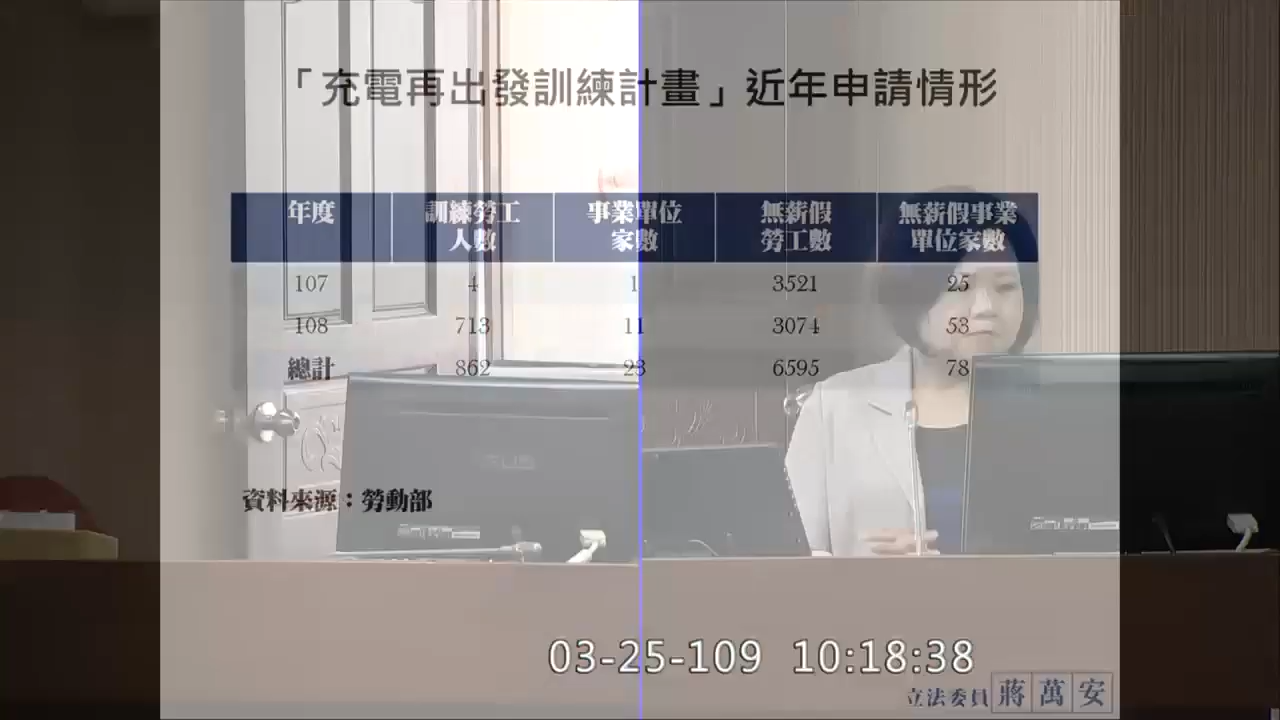 「充電再出發訓練計畫」近年申請情形
年度 訓練勞工人數 事業單位家數 無薪假勞工數 無薪假事業單位家數
107 4 1 3521 25
108 713 11 3074 53
總計 862 23 6595 78
資料來源：勞動部
03-25-109 10:18:38
立法委員 蔣萬安